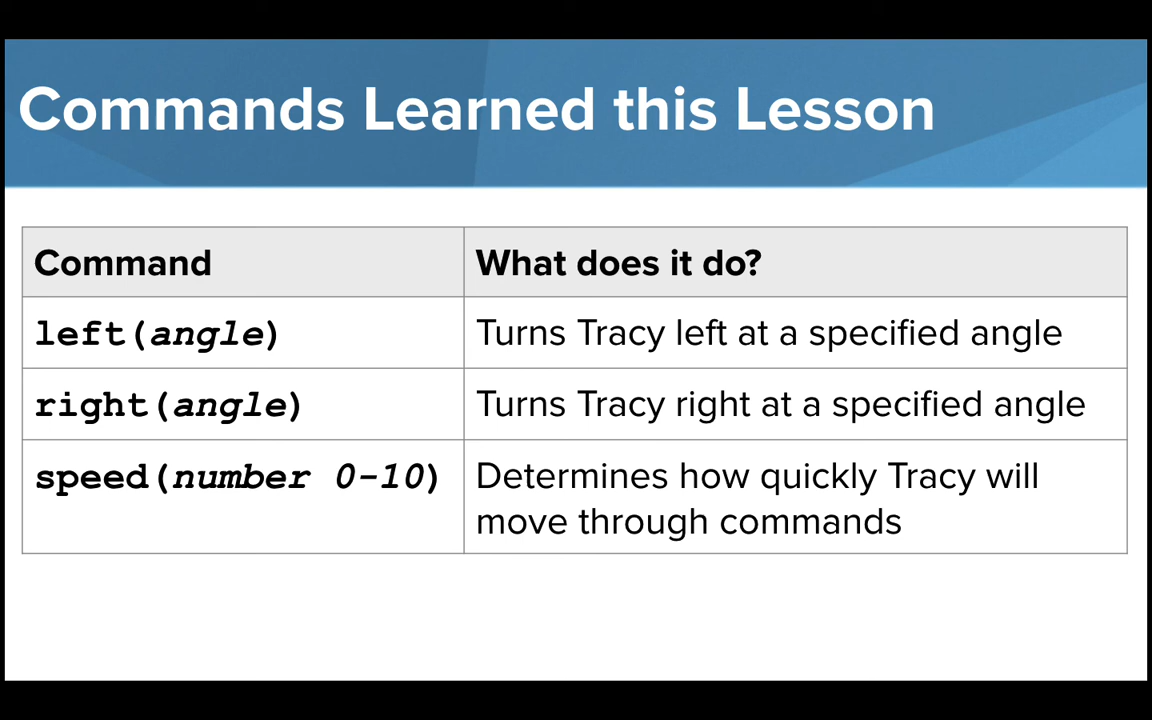 Commands Learned this Lesson
Command
What does it do?
left(angle)
Turns Tracy left at a specified angle
right(angle)
Turns Tracy right at a specified angle
speed(number 0-10)
Determines how quickly Tracy will
move through commands